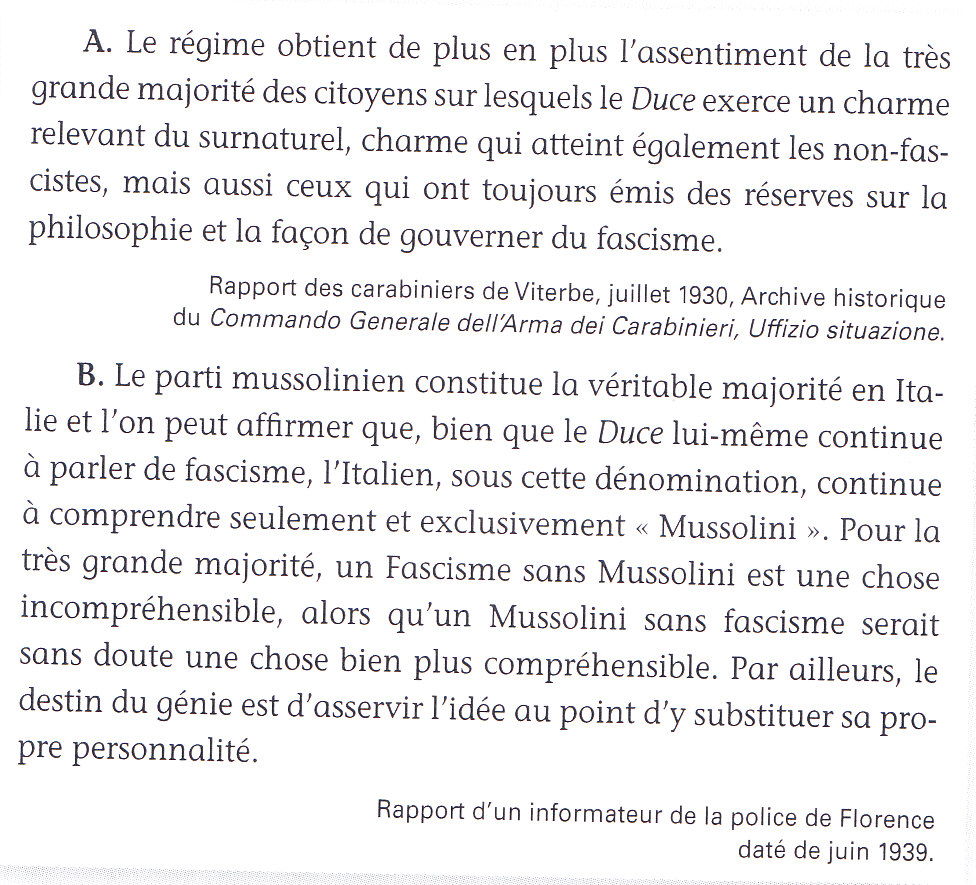 A. Le régime obtient de plus en plus l'assentiment de la très
grande majorité des citoyens sur lesquels le Duce exerce un charme
relevant du surnaturel, charme qui atteint également les non-fas-
cistes, mais aussi ceux qui ont toujours émis des réserves sur la
philosophie et la façon de gouverner du fascisme.
Rapport des carabiniers de Viterbe, juillet 1930, Archive historique
du Commando Generale dell'Arma dei Carabinieri, Uffizio situazione.
B. Le parti mussolinien constitue la véritable majorité en Ita-
lie et l'on peut affirmer que, bien que le Duce lui-même continue
à parler de fascisme, l'Italien, sous cette dénomination, continue
à comprendre seulement et exclusivement « Mussolini ». Pour la
très grande majorité, un Fascisme sans Mussolini est une chose
incompréhensible, alors qu'un Mussolini sans fascisme serait
sans doute une chose bien plus compréhensible. Par ailleurs, le
destin du génie est d'asservir l'idée au point d'y substituer sa pro-
pre personnalité.
Rapport d'un informateur de la police de Florence
daté de juin 1939.